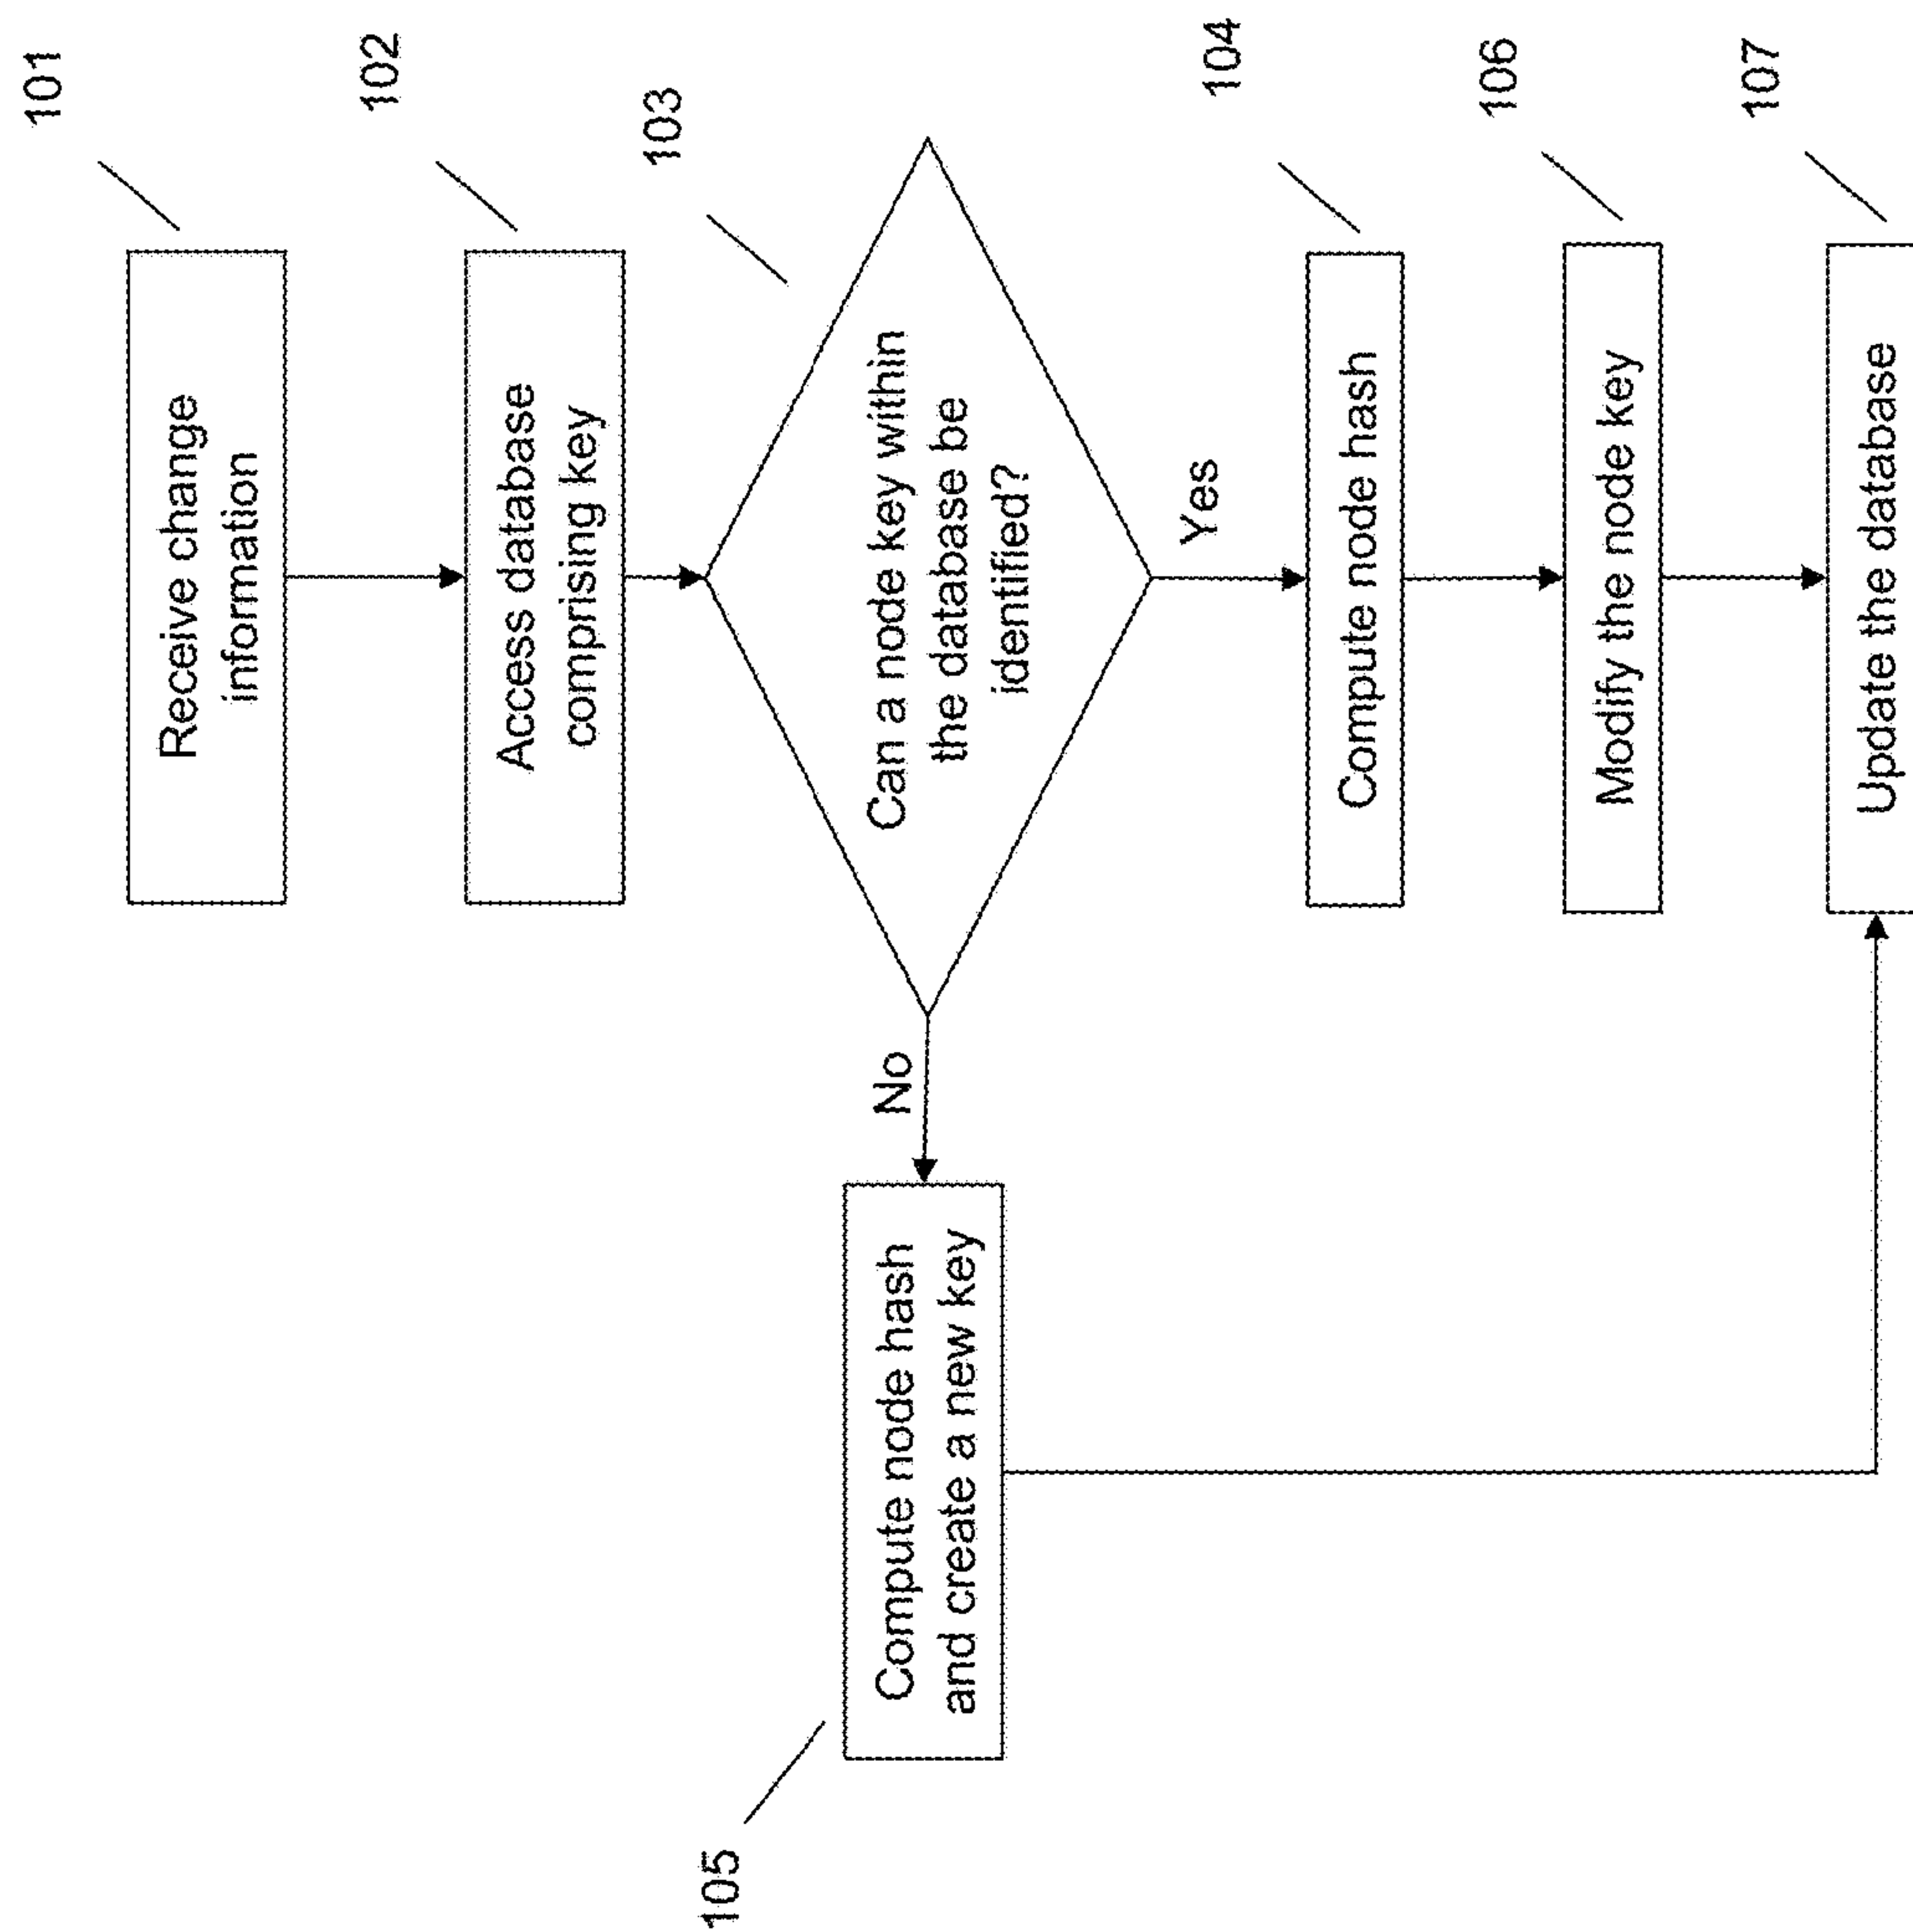 101
Receive change
information
102
Access database
comprising key
103
Can a node key within
the database be
identified?
No
Yes
105
Compute node hash
and create a new key
104
Compute node hash
106
Modify the node key
107
Update the database